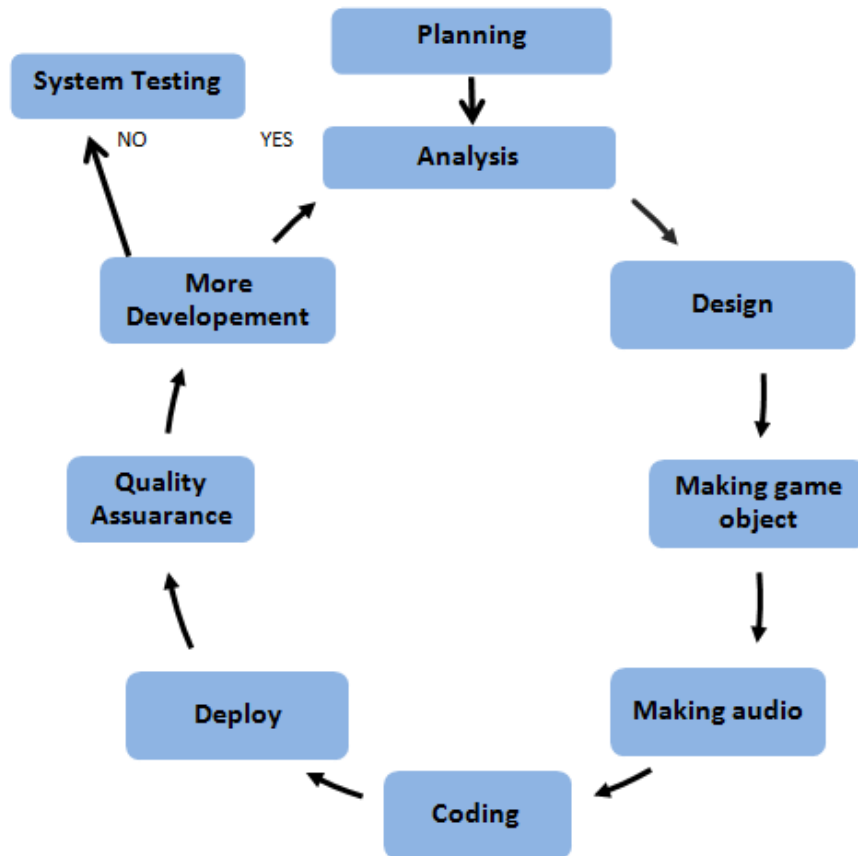 Planning
System Testing
NO
YES
Analysis
More
Developement
Design
Quality
Assuarance
Making game
object
Deploy
Making audio
Coding